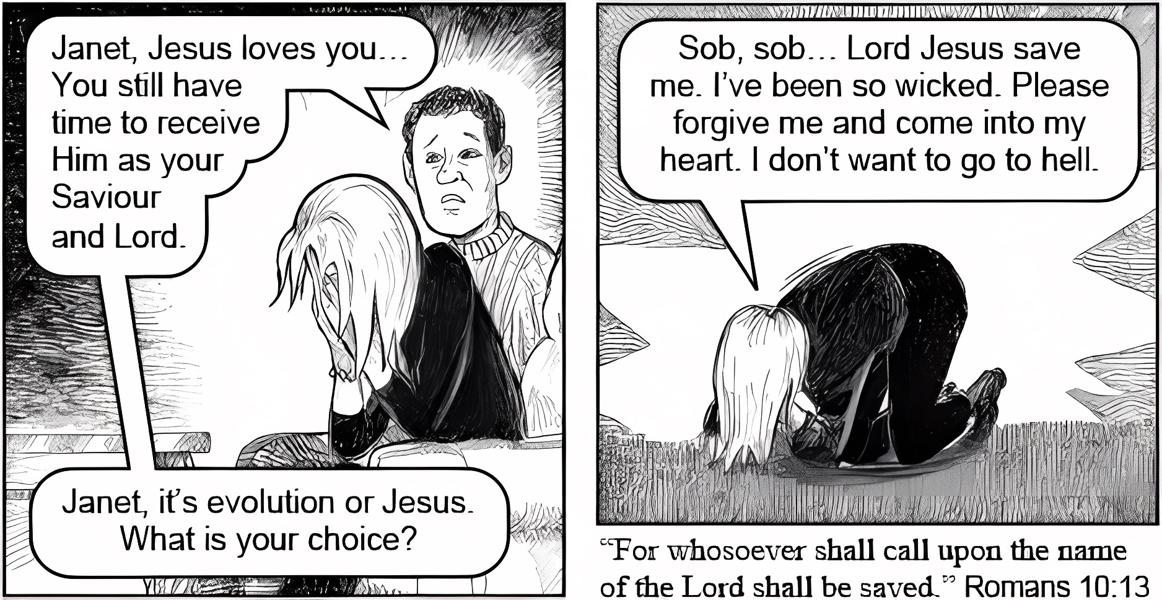 Janet, Jesus loves you...
You still have
time to receive
Him as your
Saviour
and Lord.
Janet, it's evolution or Jesus.
What is your choice?
Sob, sob... Lord Jesus save
me. I've been so wicked. Please
forgive me and come into my
heart. I don't want to go to hell.
“For whosoever shall call upon the name
of the Lord shall be saved.” Romans 10:13